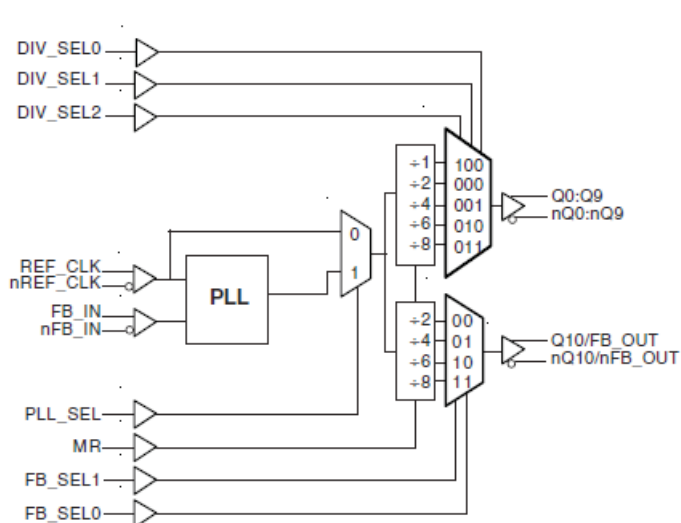 DIV_SEL0
DIV_SEL1
DIV_SEL2
÷1 100
÷2 000
÷4 001
÷6 010
÷8 011
Q0:Q9
nQ0:nQ9
0
1
REF_CLK
nREF_CLK
PLL
FB_IN
nFB_IN
÷2 00
÷4 01
÷6 10
÷8 11
Q10/FB_OUT
nQ10/nFB_OUT
PLL_SEL
MR
FB_SEL1
FB_SEL0